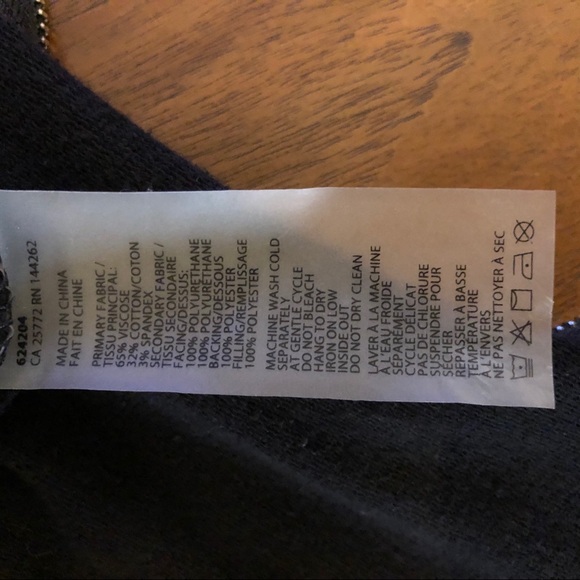 624204
CA 25772 RN 144262
MADE IN CHINA
FAIT EN CHINE
PRIMARY FABRIC/
TISSU PRINCIPAL:
65% VISCOSE
32% COTTON/COTON
3% SPANDEX
SECONDARY FABRIC/
TISSU SECONDAIRE
FACING/DESSUS:
100% POLYURETHANE
100% POLYURETHANE
BACKING/DESSOUS
100% POLYESTER
FILLING/REMPLISSAGE
100% POLYESTER
MACHINE WASH COLD
SEPARATELY
AT GENTLE CYCLE
DO NOT BLEACH
HANG TO DRY
IRON ON LOW
INSIDE OUT
DO NOT DRY CLEAN
LAVER À LA MACHINE
À L'EAU FROIDE
SÉPAREMENT
CYCLE DÉLICAT
PAS DE CHLORURE
SUSPENDRE POUR
SÉCHER
REPASSER À BASSE
TEMPÉRATURE
À L'ENVERS
NE PAS NETTOYER À SEC